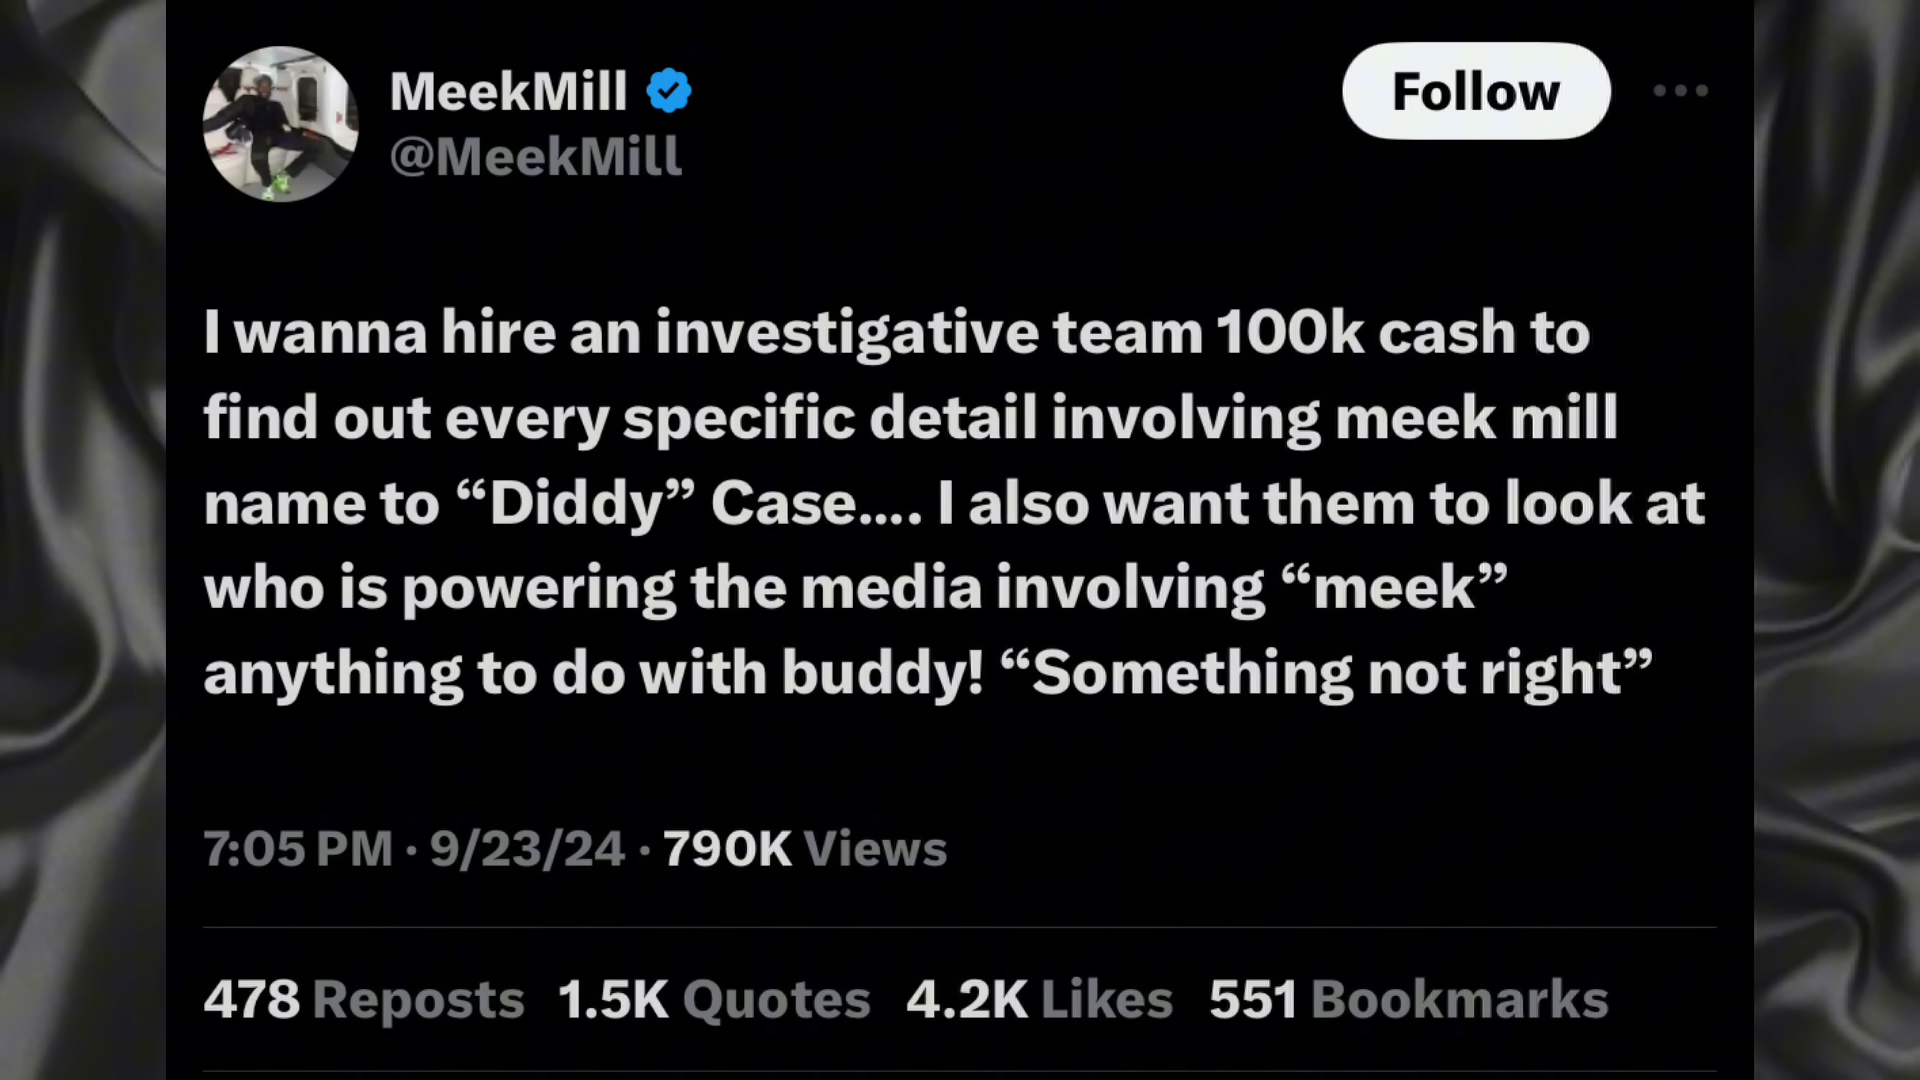 MeekMill
@MeekMill
Follow
I wanna hire an investigative team 100k cash to
find out every specific detail involving meek mill
name to “Diddy” Case.... I also want them to look at
who is powering the media involving “meek”
anything to do with buddy! “Something not right”
7:05 PM · 9/23/24 · 790K Views
478 Reposts 1.5K Quotes 4.2K Likes 551 Bookmarks